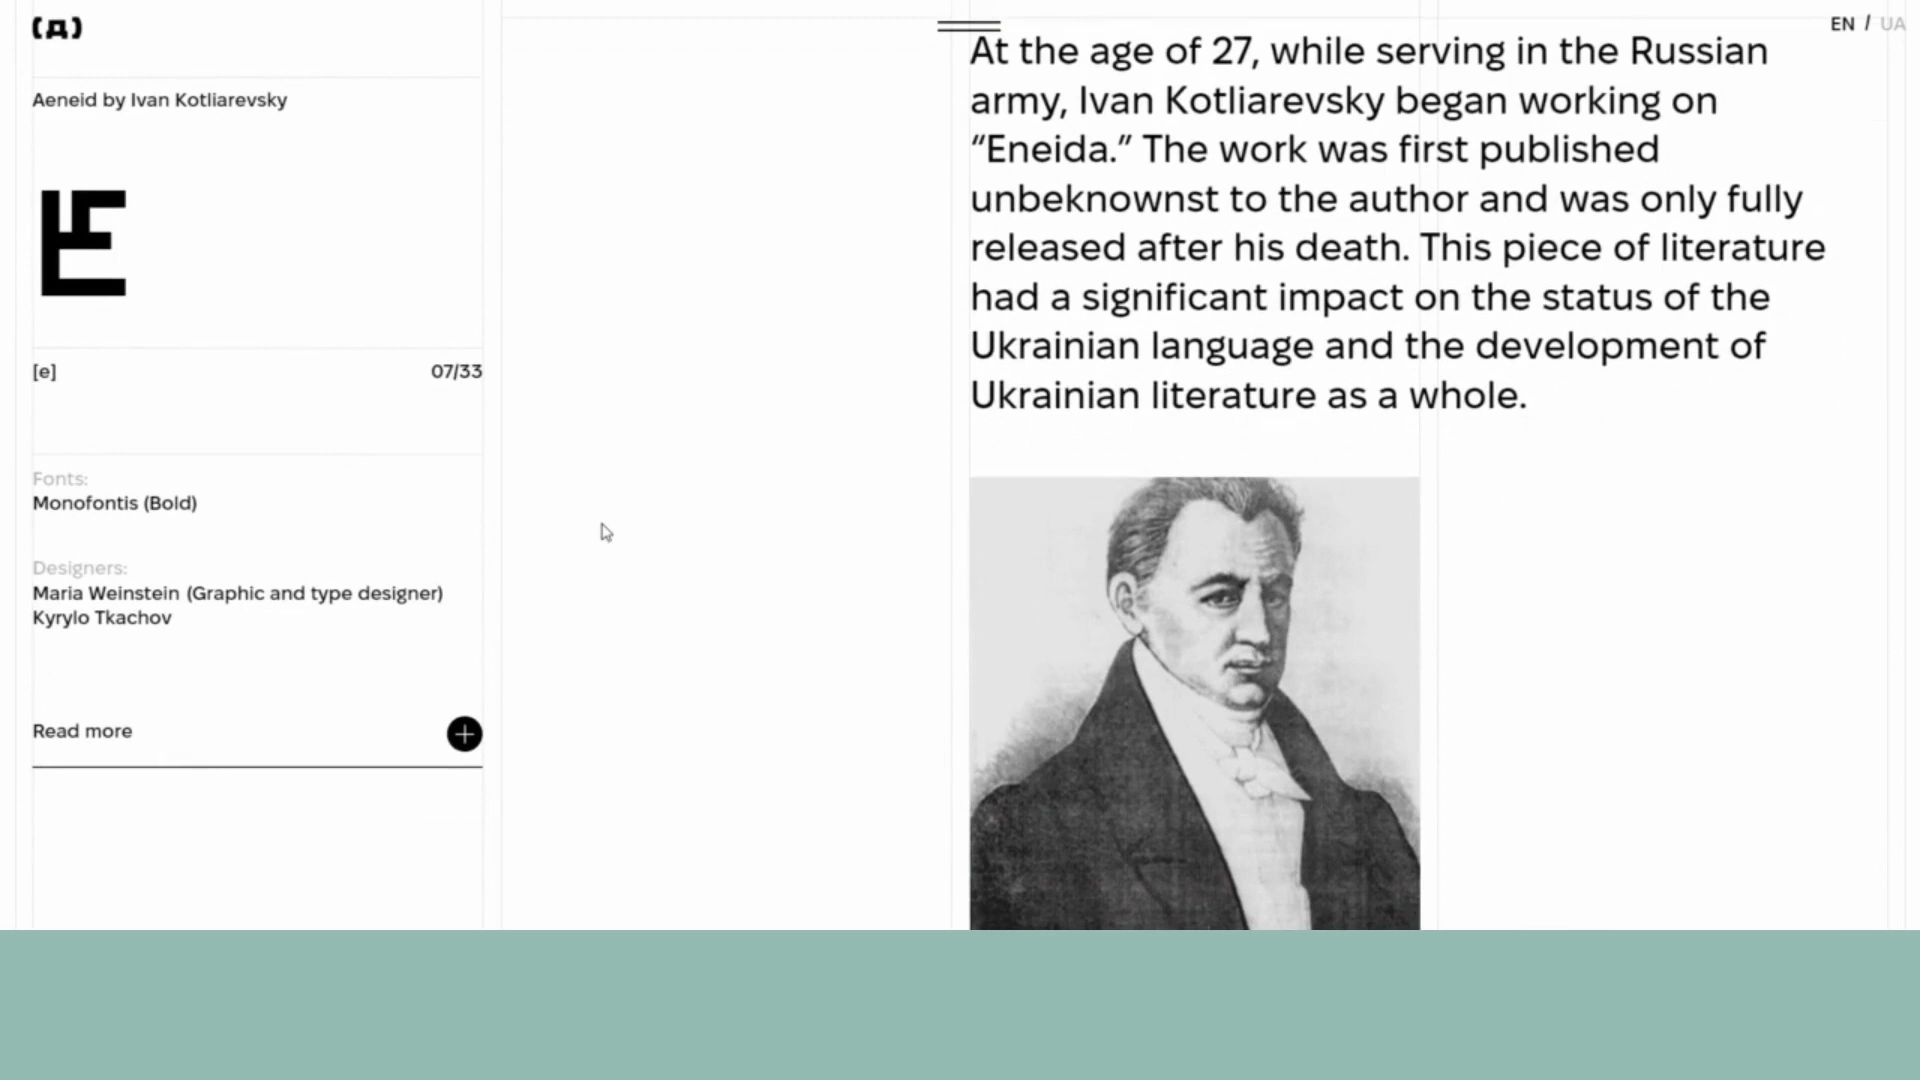 (Д)
EN / UA
Aeneid by Ivan Kotliarevsky
E
[e]
07/33
Fonts:
Monofontis (Bold)
Designers:
Maria Weinstein (Graphic and type designer)
Kyrylo Tkachov
Read more
At the age of 27, while serving in the Russian
army, Ivan Kotliarevsky began working on
“Eneida.” The work was first published
unbeknownst to the author and was only fully
released after his death. This piece of literature
had a significant impact on the status of the
Ukrainian language and the development of
Ukrainian literature as a whole.